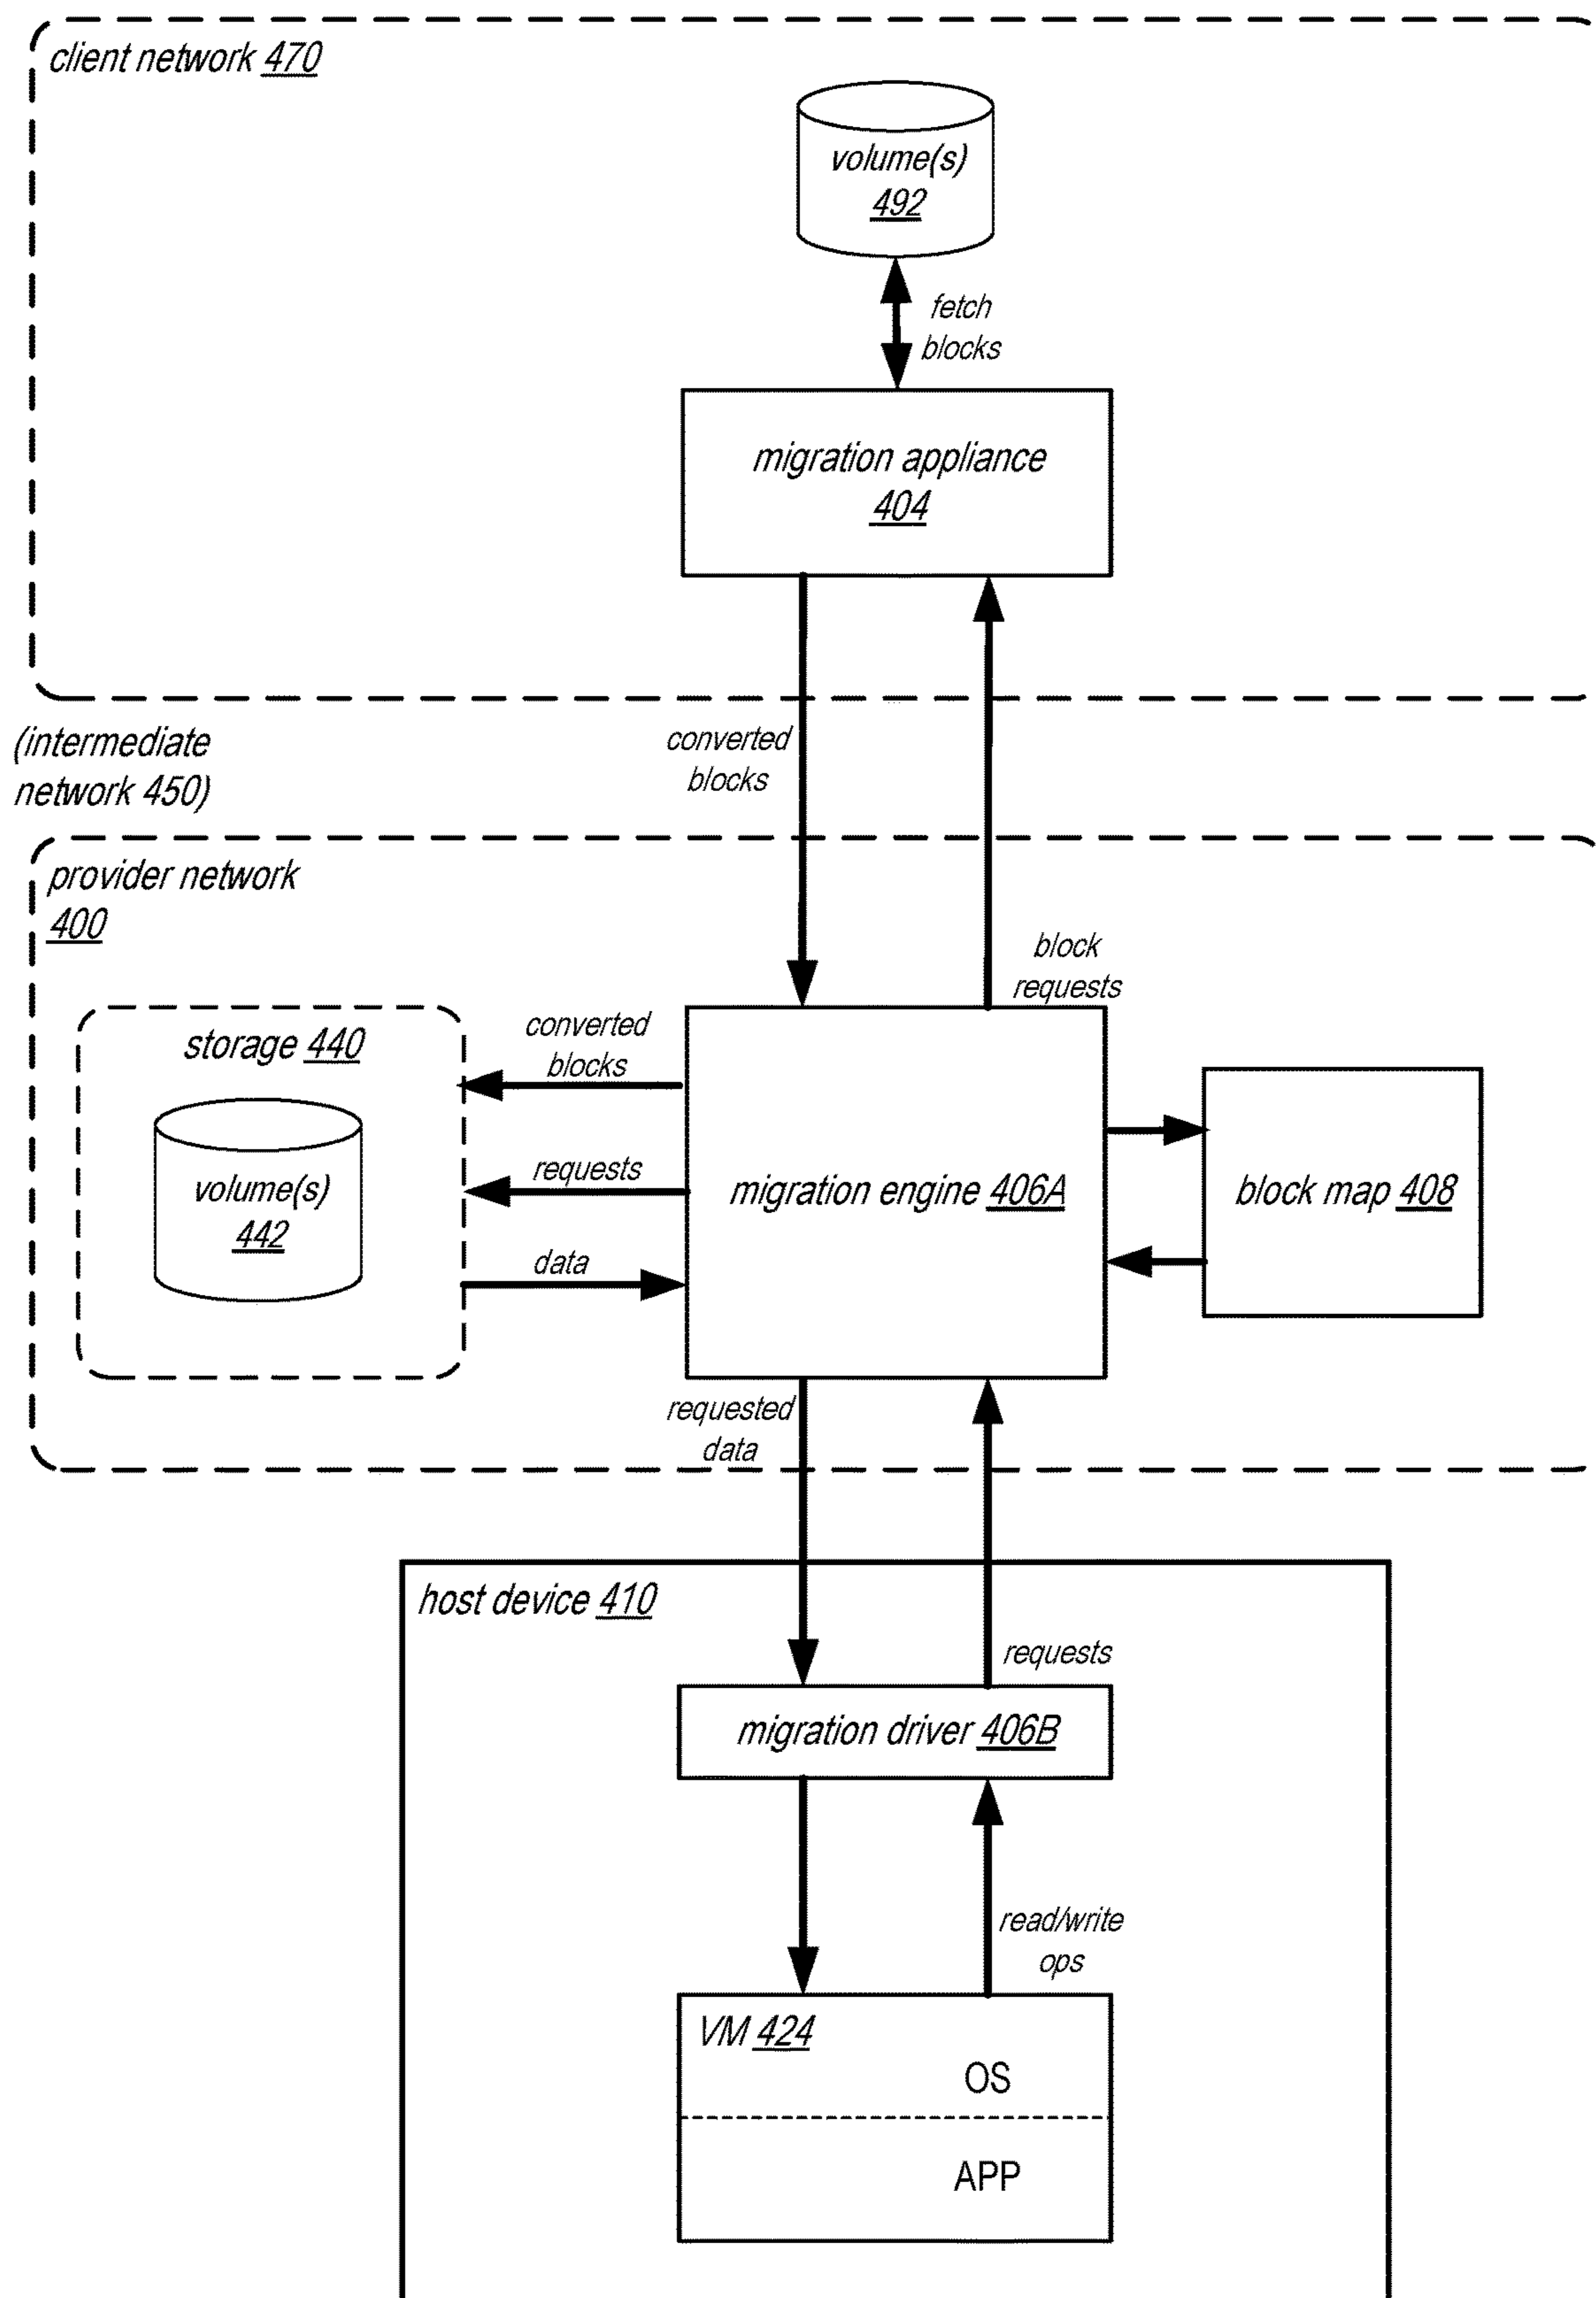 client network 470
volume(s)
492
fetch
blocks
migration appliance
404
(intermediate
network 450)
converted
blocks
provider network
400
block
requests
storage 440
converted
blocks
volume(s)
442
requests
data
migration engine 406A
block map 408
requested
data
host device 410
requests
migration driver 406B
read/write
ops
VM 424
OS
APP